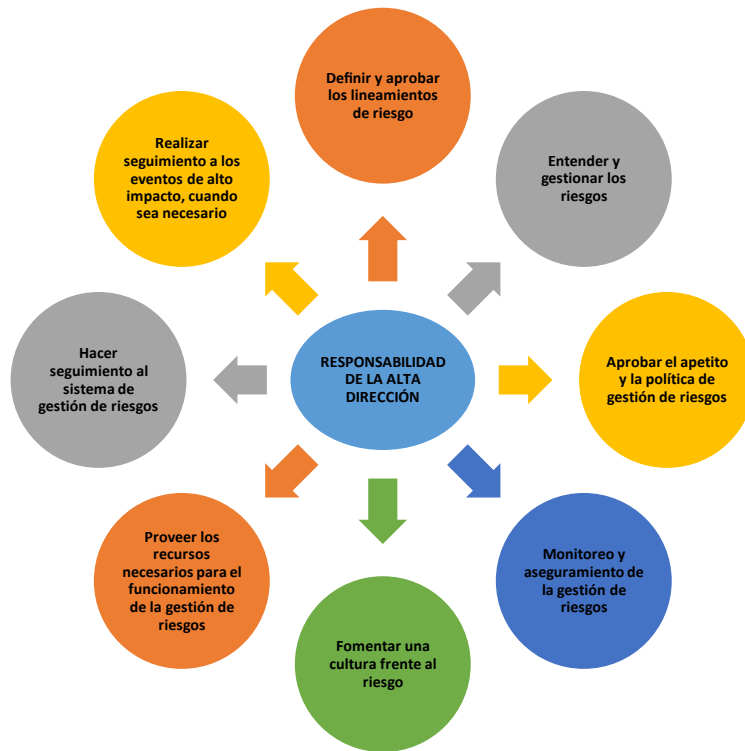 Definir y aprobar
los lineamientos
de riesgo
Entender y
gestionar los
riesgos
Aprobar el apetito
y la política de
gestión de riesgos
Monitoreo y
aseguramiento de
la gestión de
riesgos
Fomentar una
cultura frente al
riesgo
Proveer los
recursos
necesarios para el
funcionamiento
de la gestión de
riesgos
Hacer
seguimiento al
sistema de
gestión de riesgos
Realizar
seguimiento a los
eventos de alto
impacto, cuando
sea necesario
RESPONSABILIDAD
DE LA ALTA
DIRECCIÓN